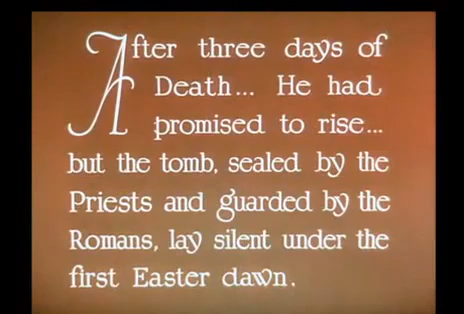 After three days of
Death... He had
promised to rise...
but the tomb, sealed by the
Priests and guarded by the
Romans, lay silent under the
first Easter dawn.